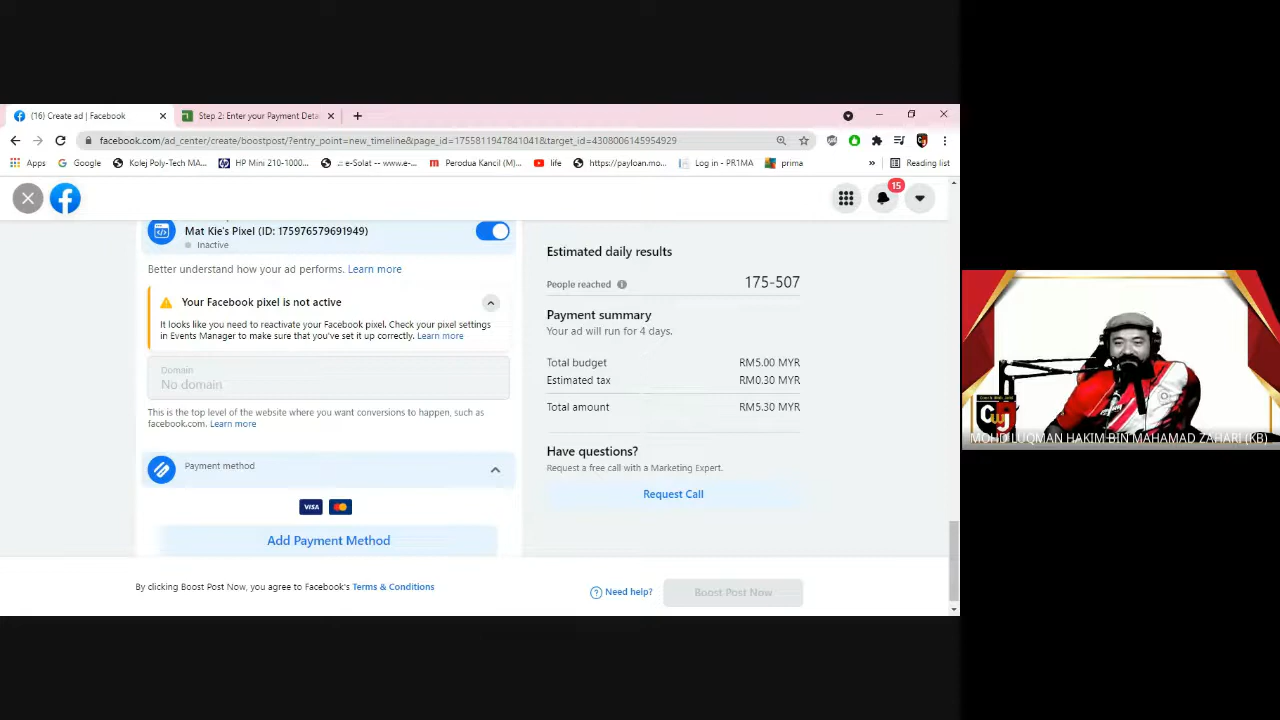 (16) Create ad | Facebook
Step 2: Enter your Payment Deta
facebook.com/ad_center/create/boostpost/?entry_point=new_timeline&page_id=1755811947841041&target_id=4308006145954929
Apps
Google
Kolej Poly-Tech MA...
HP Mini 210-1000...
e-Solat -- www.e-...
Perodua Kancil (M)...
life
https://payloan.mo...
Log in - PR1MA
prima
»
Reading list
15
Mat Kie's Pixel (ID: 175976579691949)
Inactive
Better understand how your ad performs. Learn more
Your Facebook pixel is not active
It looks like you need to reactivate your Facebook pixel. Check your pixel settings
in Events Manager to make sure that you've set it up correctly. Learn more
Domain
No domain
This is the top level of the website where you want conversions to happen, such as
facebook.com. Learn more
Payment method
VISA
Add Payment Method
Estimated daily results
People reached 175-507
Payment summary
Your ad will run for 4 days.
Total budget RM5.00 MYR
Estimated tax RM0.30 MYR
Total amount RM5.30 MYR
Have questions?
Request a free call with a Marketing Expert.
Request Call
By clicking Boost Post Now, you agree to Facebook's Terms & Conditions
Need help?
Boost Post Now
CWJ
MOHD LUQMAN HAKIM BIN MAHAMAD ZAHARI (KB)